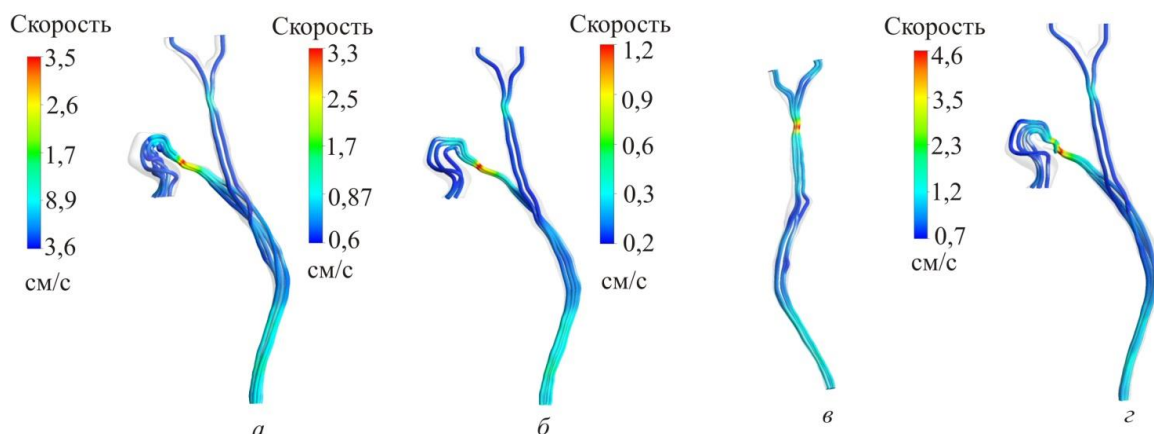 Скорость
3,5
2,6
1,7
8,9
3,6
см/с
а
Скорость
3,3
2,5
1,7
0,87
0,6
см/с
б
Скорость
1,2
0,9
0,6
0,3
0,2
см/с
в
Скорость
4,6
3,5
2,3
1,2
0,7
см/с
г